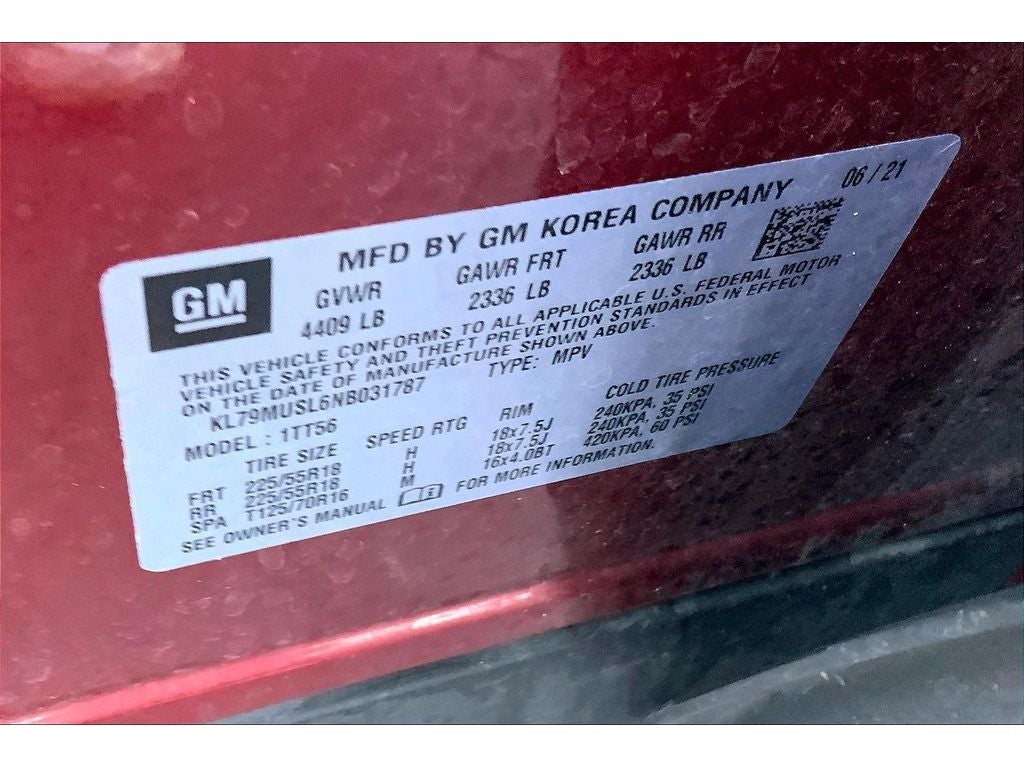 GM
MFD BY GM KOREA COMPANY 06 / 21
GVWR GAWR FRT GAWR RR
4409 LB 2336 LB 2336 LB
THIS VEHICLE CONFORMS TO ALL APPLICABLE U.S. FEDERAL MOTOR
VEHICLE SAFETY AND THEFT PREVENTION STANDARDS IN EFFECT
ON THE DATE OF MANUFACTURE SHOWN ABOVE.
KL79MUSL6NB031787 TYPE: MPV
MODEL : 1TT56
TIRE SIZE SPEED RTG RIM COLD TIRE PRESSURE
FRT 225/55R18 H 18x7.5J 240KPA, 35 PSI
RR 225/55R18 H 18x7.5J 240KPA, 35 PSI
SPA T125/70R16 M 16x4.0BT 420KPA, 60 PSI
SEE OWNER'S MANUAL FOR MORE INFORMATION.